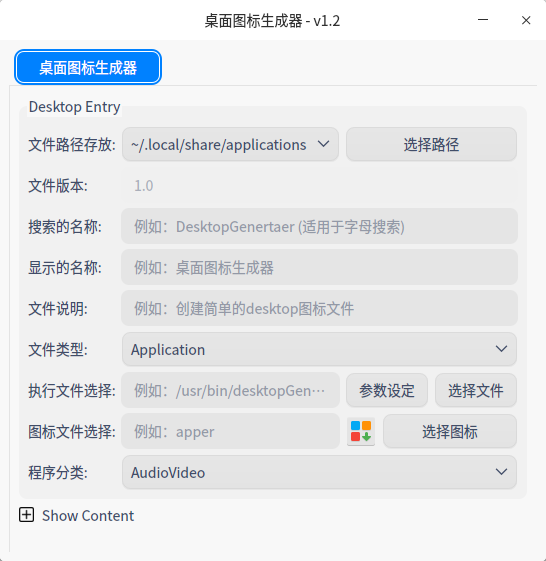 桌面图标生成器 - v1.2
桌面图标生成器
Desktop Entry
文件路径存放: ~/.local/share/applications 选择路径
文件版本: 1.0
搜索的名称: 例如：DesktopGenertaer (适用于字母搜索)
显示的名称: 例如：桌面图标生成器
文件说明: 例如：创建简单的desktop图标文件
文件类型: Application
执行文件选择: 例如：/usr/bin/desktopGen… 参数设定 选择文件
图标文件选择: 例如：apper 选择图标
程序分类: AudioVideo
Show Content